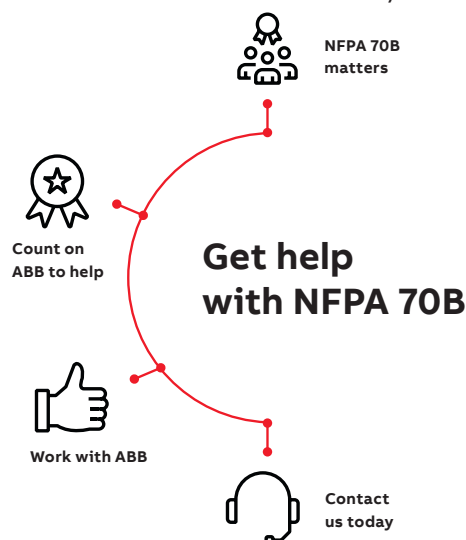 NFPA 70B
matters
Count on
ABB to help
Get help
with NFPA 70B
Work with ABB
Contact
us today